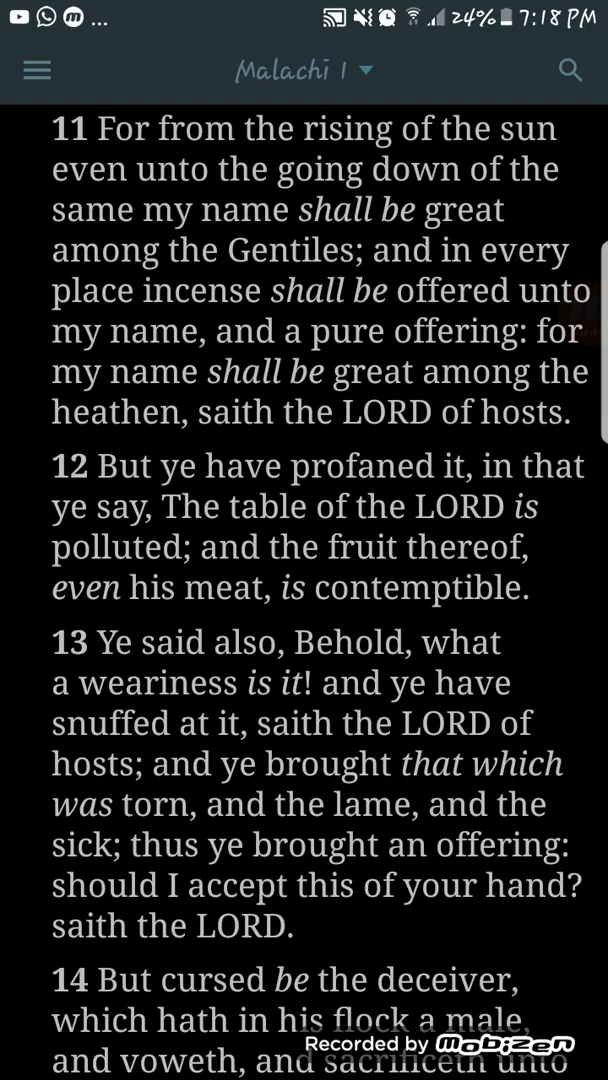 ... 24% 7:18 PM
Malachi 1
11 For from the rising of the sun
even unto the going down of the
same my name shall be great
among the Gentiles; and in every
place incense shall be offered unto
my name, and a pure offering: for
my name shall be great among the
heathen, saith the LORD of hosts.
12 But ye have profaned it, in that
ye say, The table of the LORD is
polluted; and the fruit thereof,
even his meat, is contemptible.
13 Ye said also, Behold, what
a weariness is it! and ye have
snuffed at it, saith the LORD of
hosts; and ye brought that which
was torn, and the lame, and the
sick; thus ye brought an offering:
should I accept this of your hand?
saith the LORD.
14 But cursed be the deceiver,
which hath in his flock a male,
Recorded by Mobizen
and voweth, and sacrificeth unto